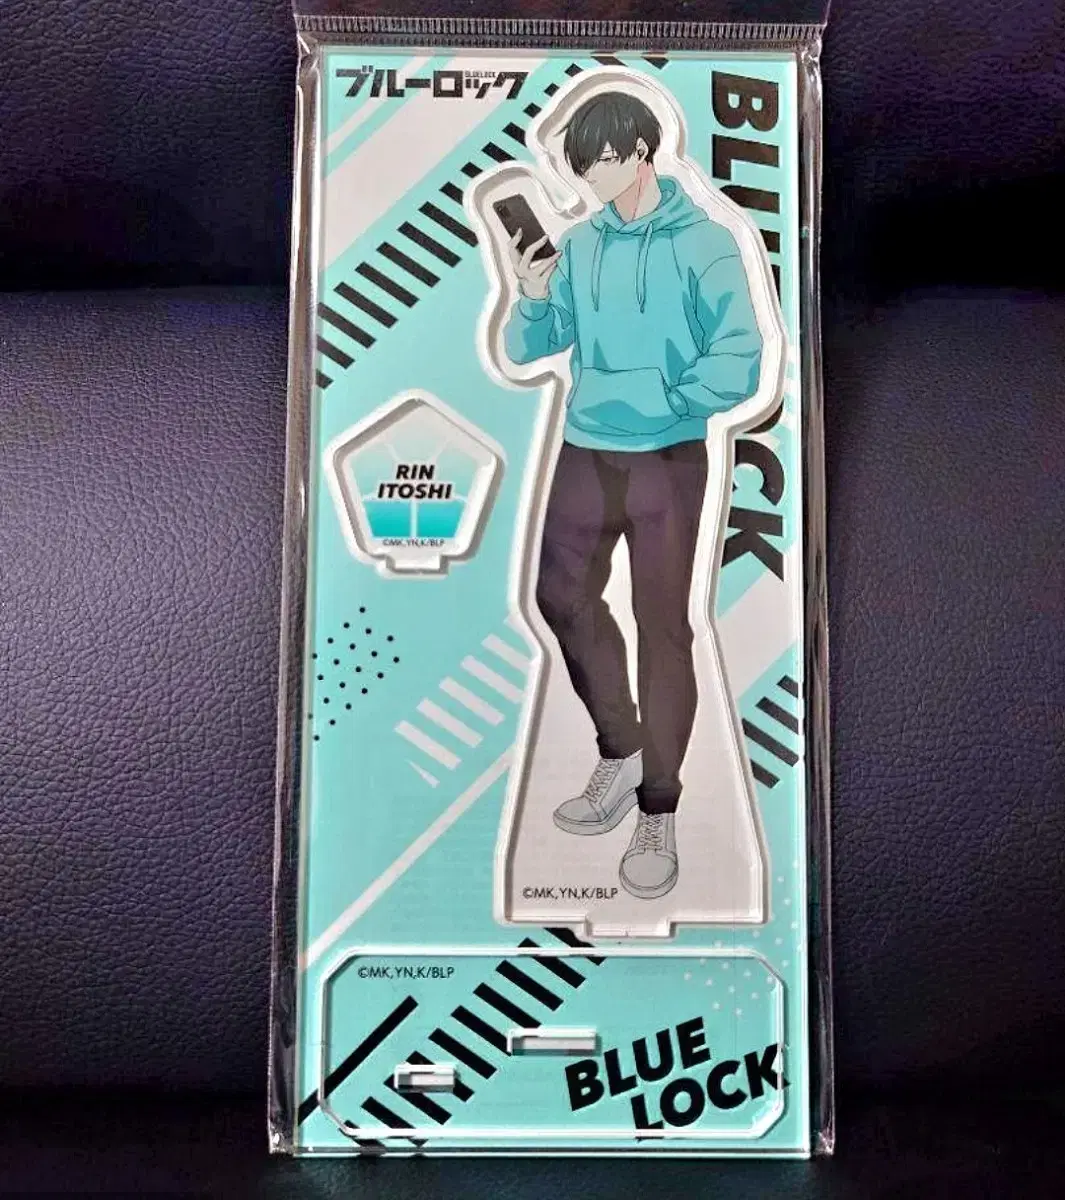 ブルーロック
BLUELOCK
BLUE LOCK
RIN
ITOSHI
©MK,YN,K/BLP
©MK,YN,K/BLP
©MK,YN,K/BLP
BLUE
LOCK